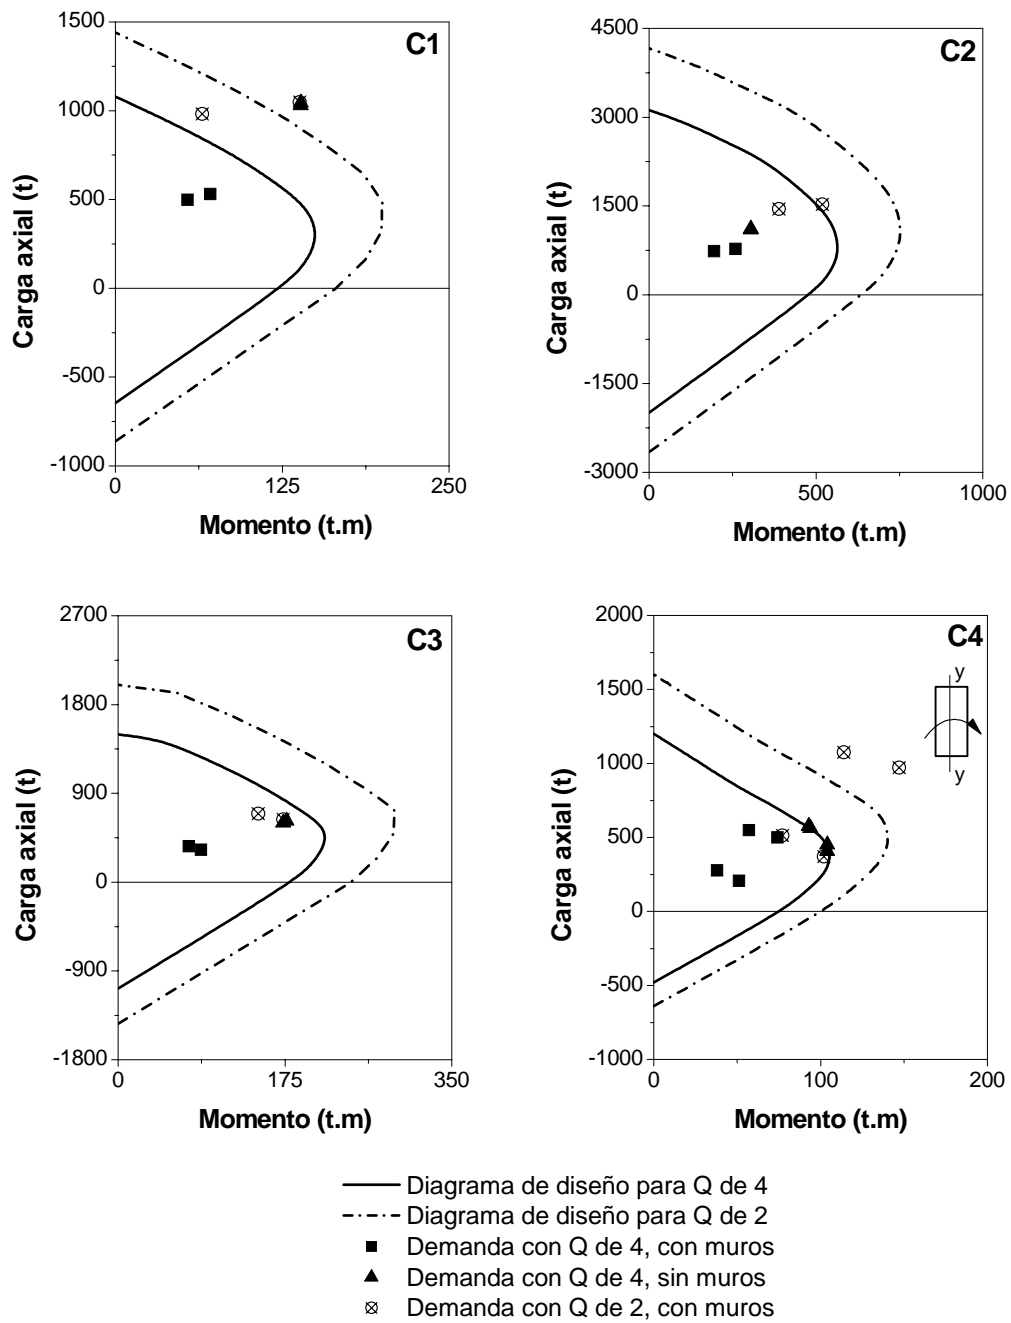 C1
1500
1000
500
0
-500
-1000
0 125 250
Carga axial (t)
Momento (t.m)
C2
4500
3000
1500
0
-1500
-3000
0 500 1000
Carga axial (t)
Momento (t.m)
C3
2700
1800
900
0
-900
-1800
0 175 350
Carga axial (t)
Momento (t.m)
C4
y
y
2000
1500
1000
500
0
-500
-1000
0 100 200
Carga axial (t)
Momento (t.m)
Diagrama de diseño para Q de 4
Diagrama de diseño para Q de 2
Demanda con Q de 4, con muros
Demanda con Q de 4, sin muros
Demanda con Q de 2, con muros